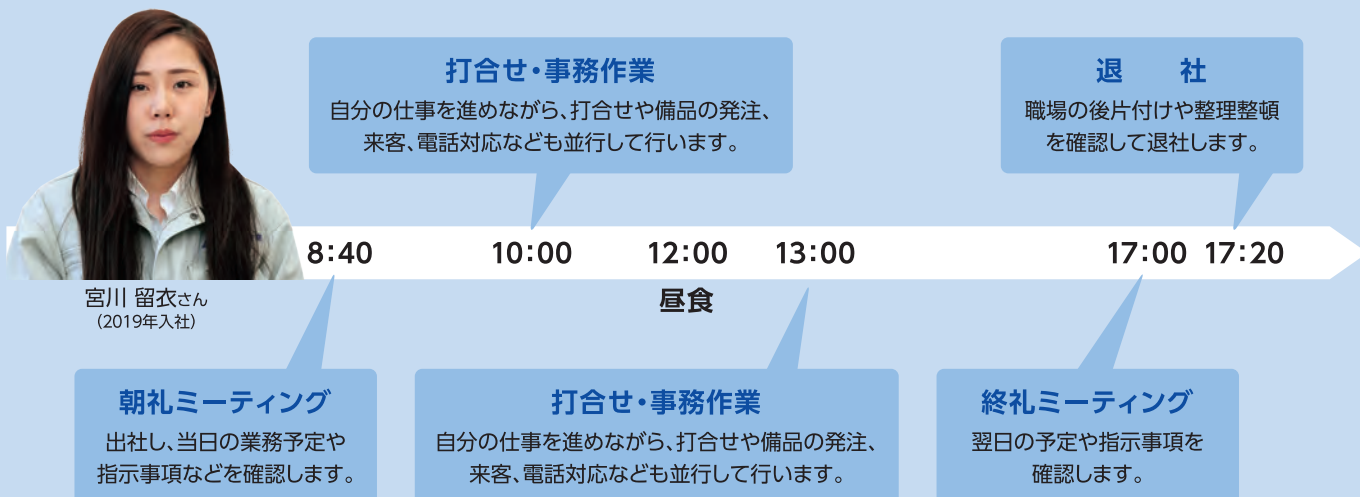 打合せ・事務作業
自分の仕事を進めながら、打合せや備品の発注、
来客、電話対応なども並行して行います。
退　社
職場の後片付けや整理整頓
を確認して退社します。
8:40
10:00
12:00
13:00
17:00
17:20
宮川 留衣さん
（2019年入社）
昼食
朝礼ミーティング
出社し、当日の業務予定や
指示事項などを確認します。
打合せ・事務作業
自分の仕事を進めながら、打合せや備品の発注、
来客、電話対応なども並行して行います。
終礼ミーティング
翌日の予定や指示事項を
確認します。